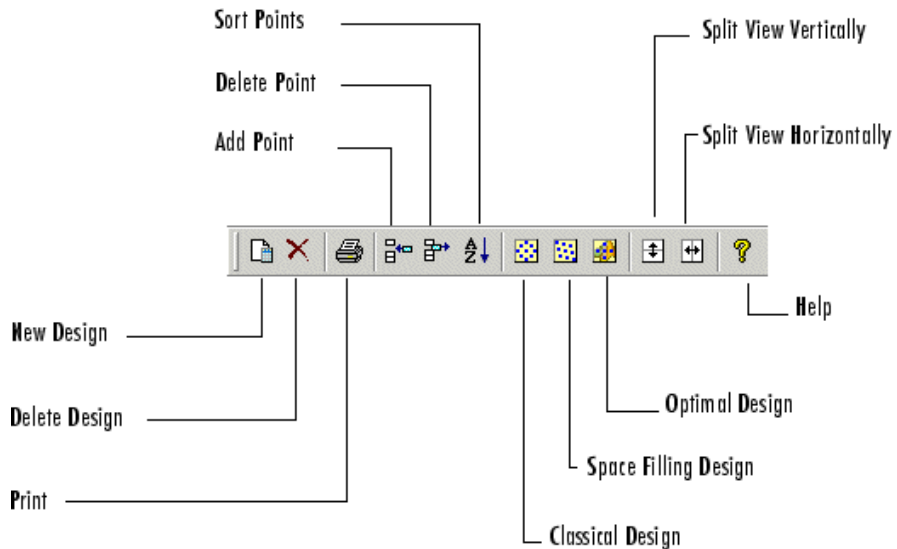 Sort Points
Split View Vertically
Delete Point
Add Point
Split View Horizontally
A
Z
New Design
Help
Delete Design
Optimal Design
Space Filling Design
Print
Classical Design